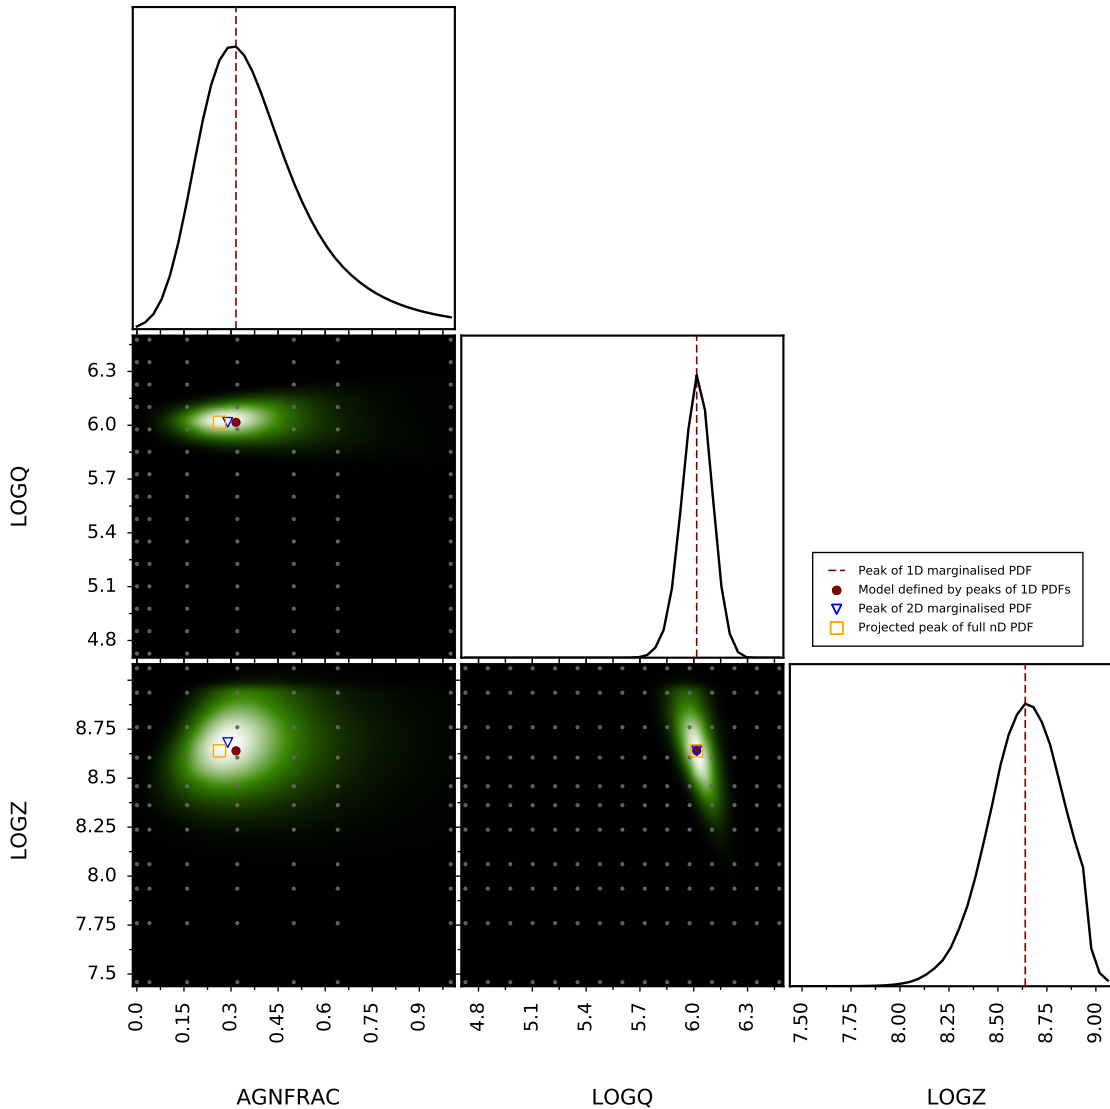 LOGQ
6.3
6.0
5.7
5.4
5.1
4.8
Peak of 1D marginalised PDF
Model defined by peaks of 1D PDFs
Peak of 2D marginalised PDF
Projected peak of full nD PDF
LOGZ
8.75
8.5
8.25
8.0
7.75
7.5
0.0 0.15 0.3 0.45 0.6 0.75 0.9
4.8 5.1 5.4 5.7 6.0 6.3
7.50 7.75 8.00 8.25 8.50 8.75 9.00
AGNFRAC LOGQ LOGZ